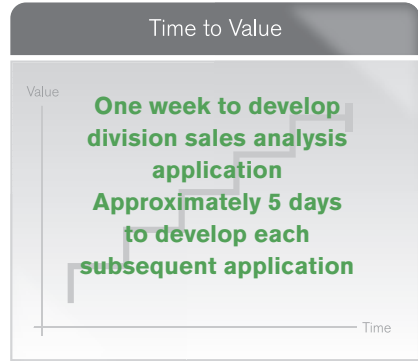 Time to Value
Value
One week to develop
division sales analysis
application
Approximately 5 days
to develop each
subsequent application
Time